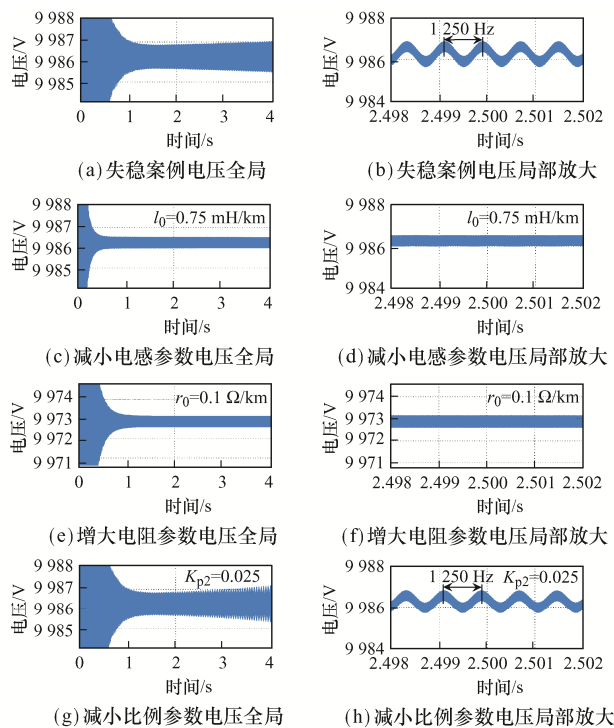 9 988
9 987
9 986
9 985
电压/V
0 1 2 3 4
时间/s
(a) 失稳案例电压全局
9 988
9 986
9 984
电压/V
1 250 Hz
2.498 2.499 2.500 2.501 2.502
时间/s
(b) 失稳案例电压局部放大
9 988
9 987
9 986
9 985
电压/V
l0=0.75 mH/km
0 1 2 3 4
时间/s
(c) 减小电感参数电压全局
9 988
9 986
9 984
电压/V
l0=0.75 mH/km
2.498 2.499 2.500 2.501 2.502
时间/s
(d) 减小电感参数电压局部放大
9 974
9 973
9 972
9 971
电压/V
r0=0.1 Ω/km
0 1 2 3 4
时间/s
(e) 增大电阻参数电压全局
9 974
9 973
9 972
9 971
电压/V
r0=0.1 Ω/km
2.498 2.499 2.500 2.501 2.502
时间/s
(f) 增大电阻参数电压局部放大
9 988
9 987
9 986
9 985
电压/V
Kp2=0.025
0 1 2 3 4
时间/s
(g) 减小比例参数电压全局
9 988
9 986
9 984
电压/V
1 250 Hz Kp2=0.025
2.498 2.499 2.500 2.501 2.502
时间/s
(h) 减小比例参数电压局部放大